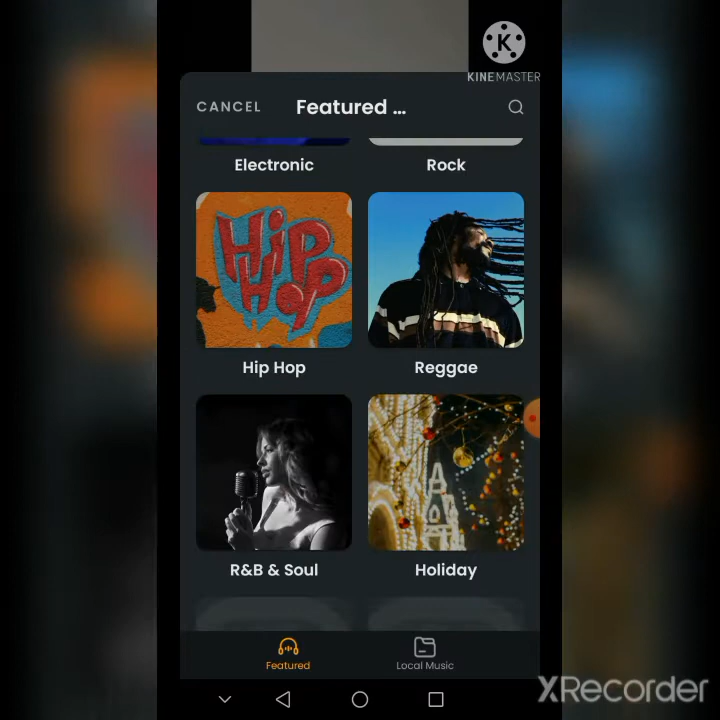 K
KINEMASTER
CANCEL
Featured ...
Electronic
Rock
HiP
HOP
Hip Hop
Reggae
R&B & Soul
Holiday
Featured
Local Music
XRecorder